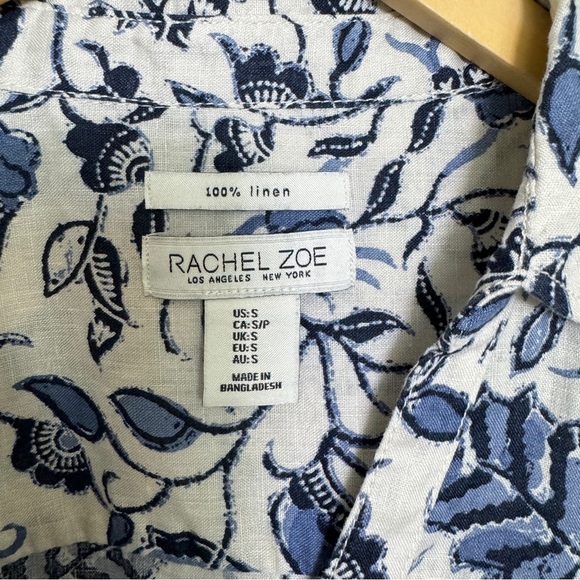 100% linen
RACHEL ZOE
LOS ANGELES NEW YORK
US: S
CA: S/P
UK: S
EU: S
AU: S
MADE IN
BANGLADESH